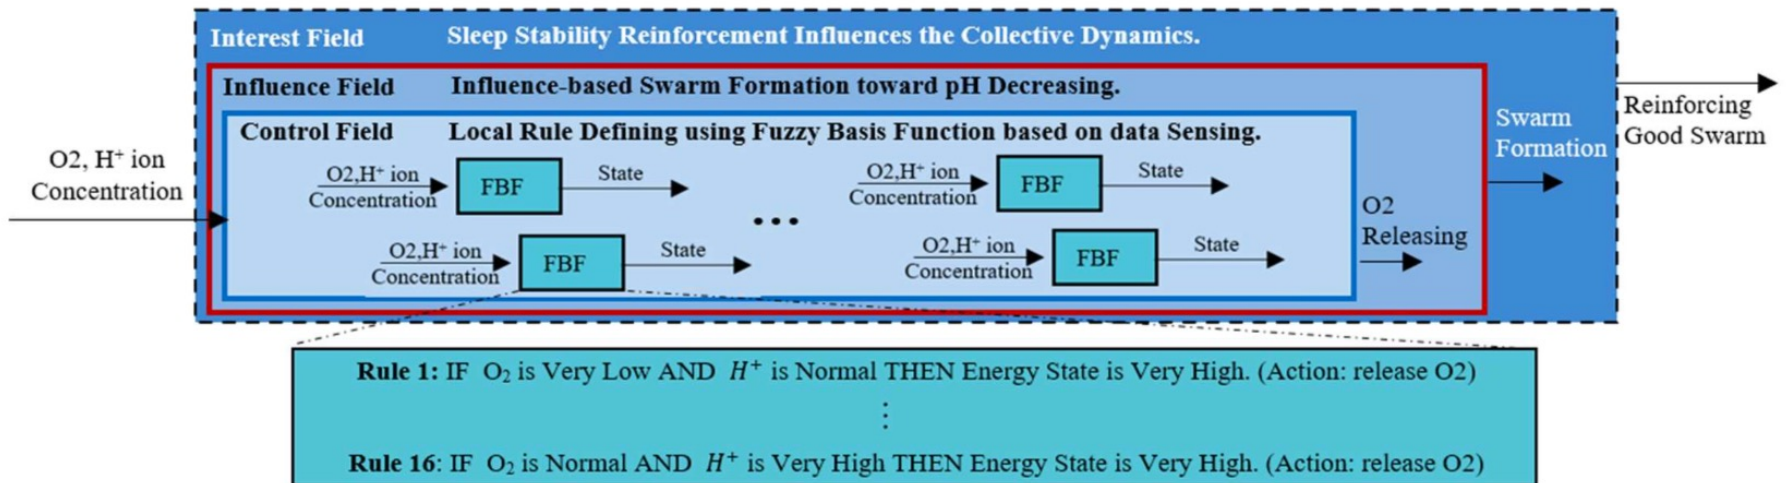 Interest Field Sleep Stability Reinforcement Influences the Collective Dynamics.
Influence Field Influence-based Swarm Formation toward pH Decreasing.
Control Field Local Rule Defining using Fuzzy Basis Function based on data Sensing.
O2, H⁺ ion
Concentration
O2,H⁺ ion
Concentration
FBF
State
O2,H⁺ ion
Concentration
FBF
State
...
O2,H⁺ ion
Concentration
FBF
State
O2,H⁺ ion
Concentration
FBF
State
O2
Releasing
Swarm
Formation
Reinforcing
Good Swarm
Rule 1: IF O₂ is Very Low AND H⁺ is Normal THEN Energy State is Very High. (Action: release O2)
⋮
Rule 16: IF O₂ is Normal AND H⁺ is Very High THEN Energy State is Very High. (Action: release O2)